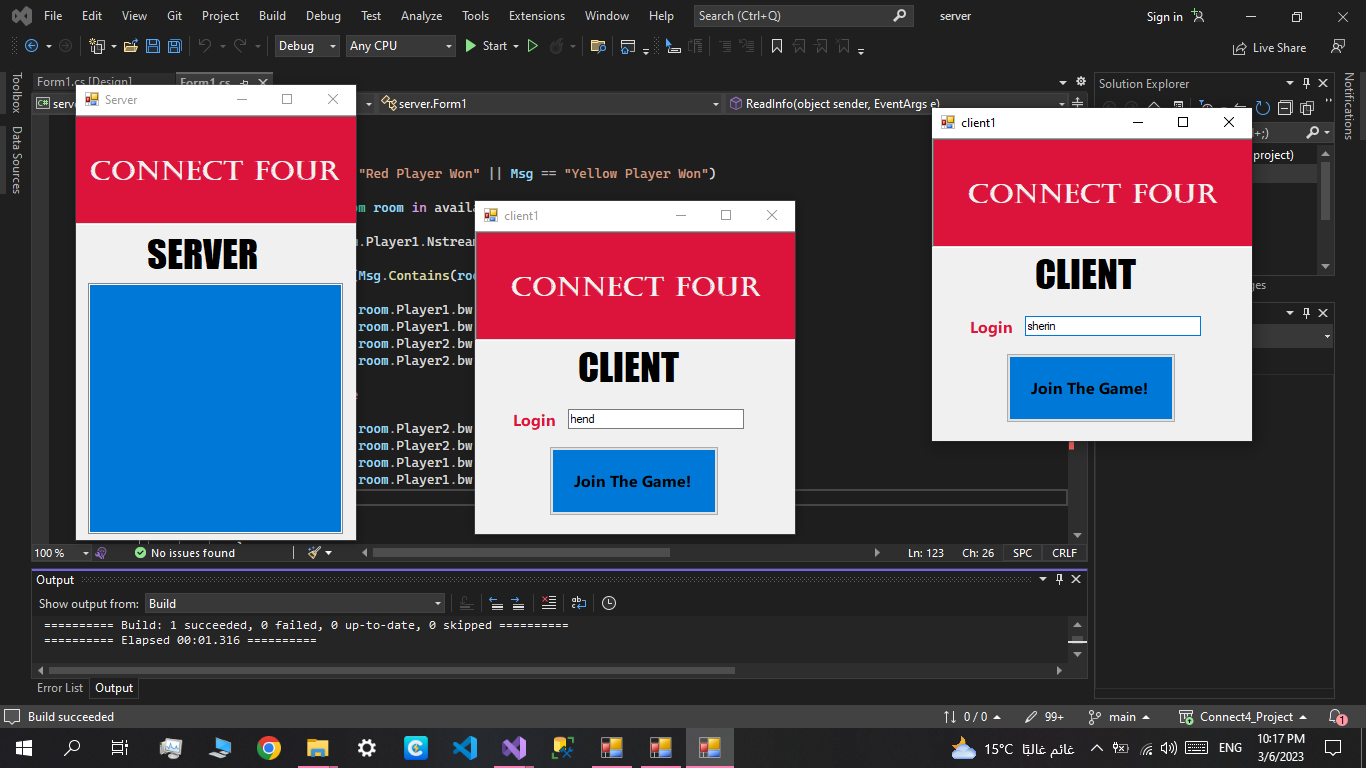 File Edit View Git Project Build Debug Test Analyze Tools Extensions Window Help Search (Ctrl+Q) server Sign in
Debug Any CPU Start Live Share
Form1.cs [Design] Form1.cs Solution Explorer
server.Form1 ReadInfo(object sender, EventArgs e)
Toolbox
Data Sources
Notifications
Server
CONNECT FOUR
SERVER
"Red Player Won" || Msg == "Yellow Player Won")
room in
.Player1.Nstream
Msg.Contains(
room.Player1.bw
room.Player1.bw
room.Player2.bw
room.Player2.bw
room.Player2.bw
room.Player2.bw
room.Player1.bw
room.Player1.bw
client1
CONNECT FOUR
CLIENT
Login hend
Join The Game!
client1
CONNECT FOUR
CLIENT
Login sherin
Join The Game!
project)
100 % No issues found Ln: 123 Ch: 26 SPC CRLF
Output
Show output from: Build
========== Build: 1 succeeded, 0 failed, 0 up-to-date, 0 skipped ==========
========== Elapsed 00:01.316 ==========
Error List Output
Build succeeded 0 / 0 99+ main Connect4_Project 1
15°C غائم غالبًا ENG 10:17 PM
3/6/2023